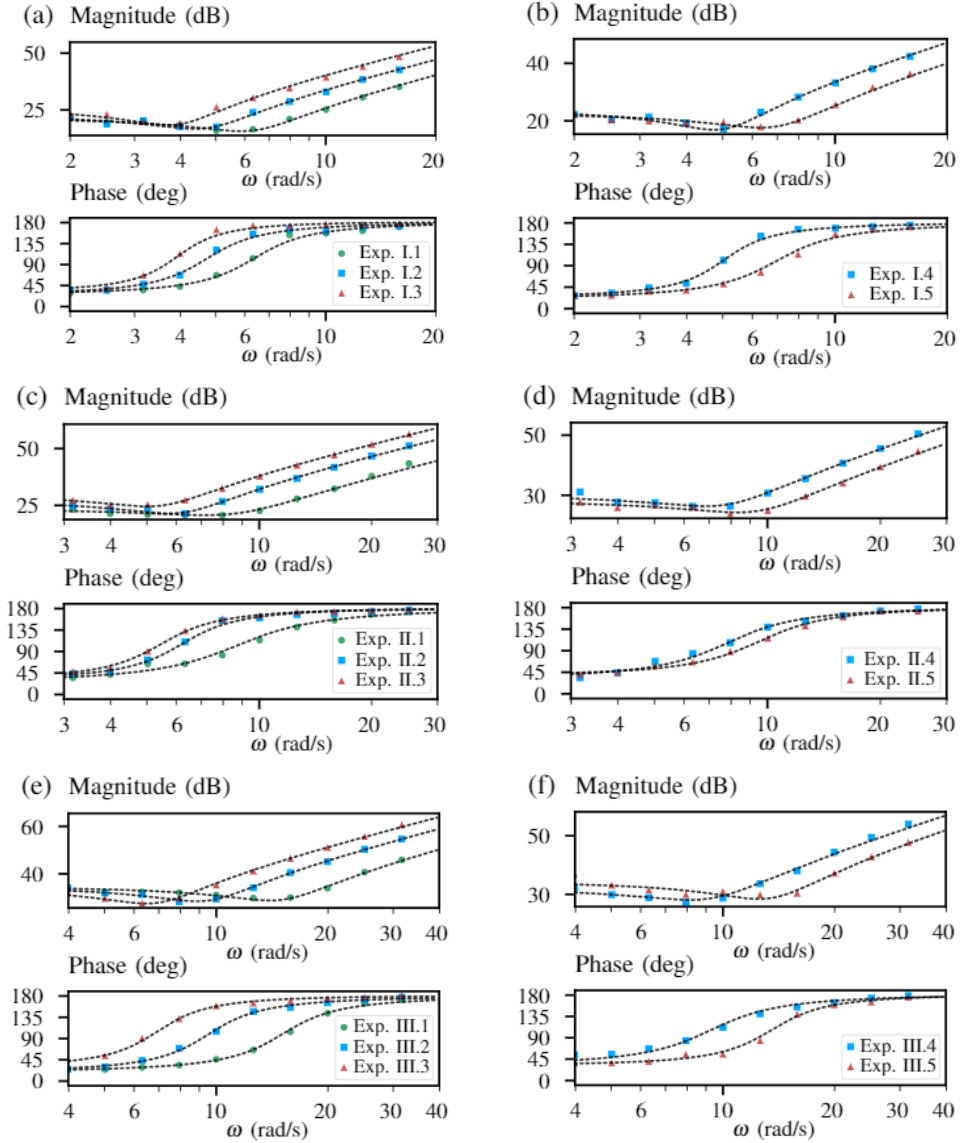 (a) Magnitude (dB)
50
25
2 3 4 6 10 20
ω (rad/s)
Phase (deg)
180
135
90
45
0
Exp. I.1
Exp. I.2
Exp. I.3
2 3 4 6 10 20
ω (rad/s)
(b) Magnitude (dB)
40
20
2 3 4 6 10 20
ω (rad/s)
Phase (deg)
180
135
90
45
0
Exp. I.4
Exp. I.5
2 3 4 6 10 20
ω (rad/s)
(c) Magnitude (dB)
50
25
3 4 6 10 20 30
ω (rad/s)
Phase (deg)
180
135
90
45
0
Exp. II.1
Exp. II.2
Exp. II.3
3 4 6 10 20 30
ω (rad/s)
(d) Magnitude (dB)
50
30
3 4 6 10 20 30
ω (rad/s)
Phase (deg)
180
135
90
45
0
Exp. II.4
Exp. II.5
3 4 6 10 20 30
ω (rad/s)
(e) Magnitude (dB)
60
40
4 6 10 20 30 40
ω (rad/s)
Phase (deg)
180
135
90
45
0
Exp. III.1
Exp. III.2
Exp. III.3
4 6 10 20 30 40
ω (rad/s)
(f) Magnitude (dB)
50
30
4 6 10 20 30 40
ω (rad/s)
Phase (deg)
180
135
90
45
0
Exp. III.4
Exp. III.5
4 6 10 20 30 40
ω (rad/s)